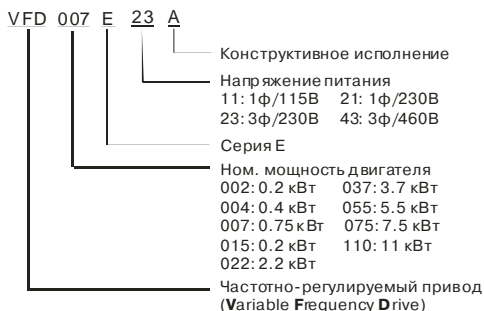 VFD 007 E 23 A
Конструктивное исполнение
Напряжение питания
11: 1ф/115В 21: 1ф/230В
23: 3ф/230В 43: 3ф/460В
Серия Е
Ном. мощность двигателя
002: 0.2 кВт 037: 3.7 кВт
004: 0.4 кВт 055: 5.5 кВт
007: 0.75 кВт 075: 7.5 кВт
015: 0.2 кВт 110: 11 кВт
022: 2.2 кВт
Частотно-регулируемый привод
(Variable Frequency Drive)